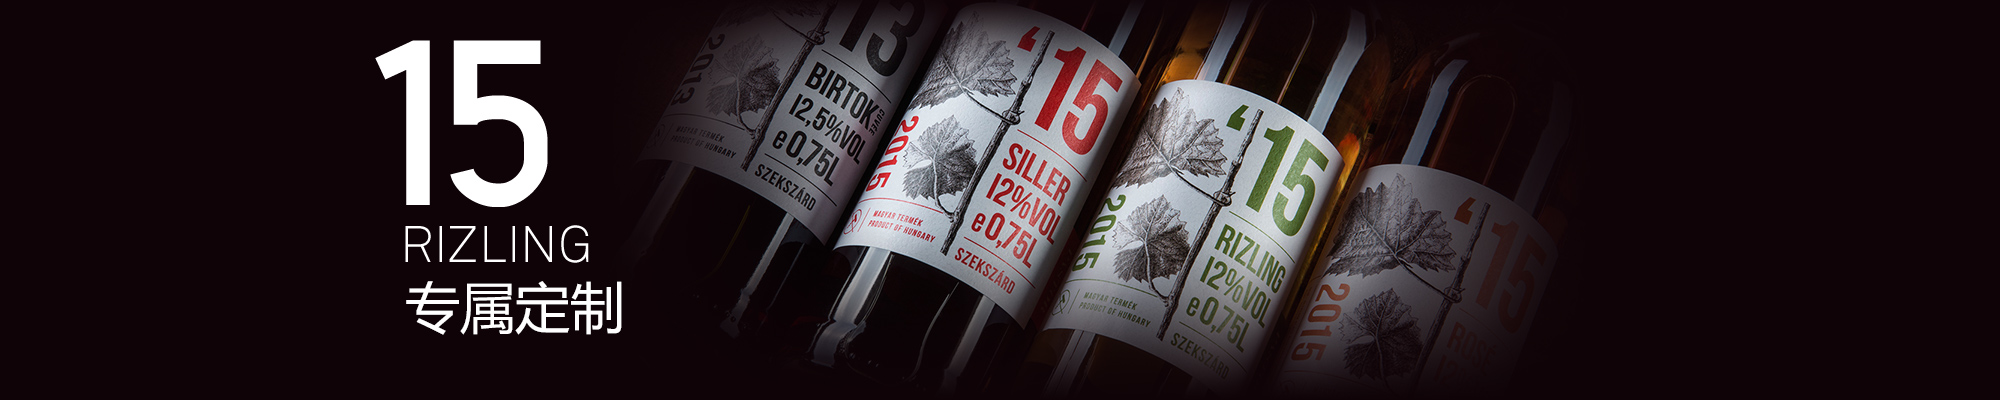 15
RIZLING
专属定制
13
2013
BIRTOK
CUVÉE
12,5%VOL
e0,75L
MAGYAR TERMÉK
PRODUCT OF HUNGARY
SZEKSZÁRD
'15
2015
SILLER
12%VOL
e0,75L
MAGYAR TERMÉK
PRODUCT OF HUNGARY
SZEKSZÁRD
'15
2015
RIZLING
12%VOL
e0,75L
MAGYAR TERMÉK
PRODUCT OF HUNGARY
SZEKSZÁRD
'15
2015